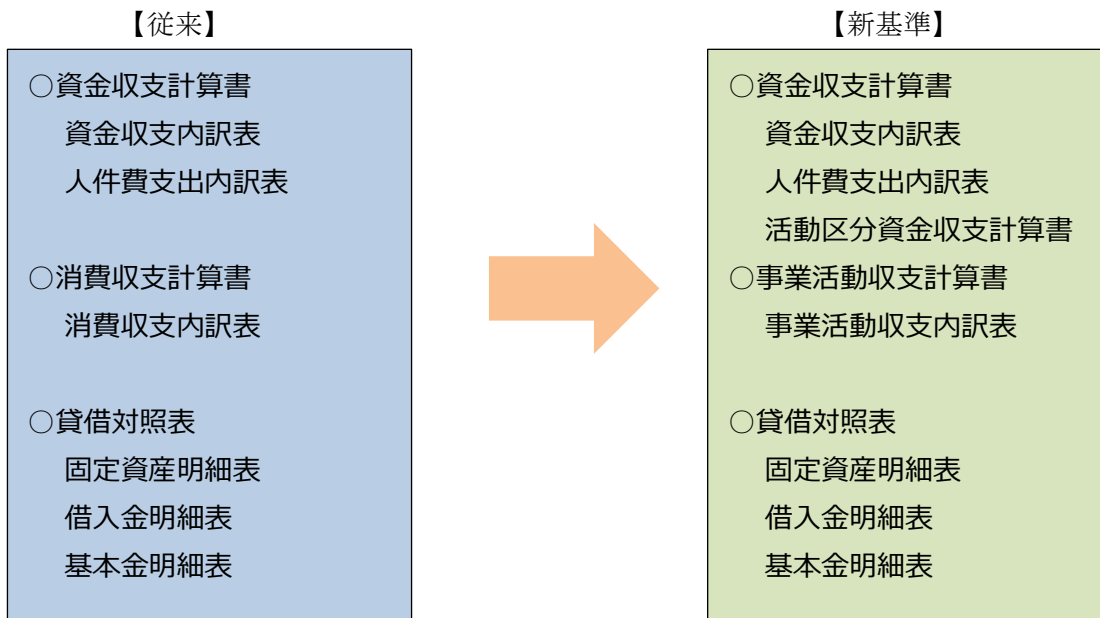 【従来】
○資金収支計算書
資金収支内訳表
人件費支出内訳表
○消費収支計算書
消費収支内訳表
○貸借対照表
固定資産明細表
借入金明細表
基本金明細表
【新基準】
○資金収支計算書
資金収支内訳表
人件費支出内訳表
活動区分資金収支計算書
○事業活動収支計算書
事業活動収支内訳表
○貸借対照表
固定資産明細表
借入金明細表
基本金明細表